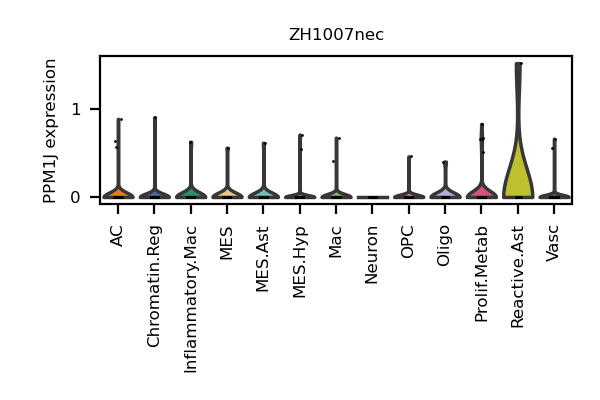 ZH1007nec
PPM1J expression
1
0
AC
Chromatin.Reg
Inflammatory.Mac
MES
MES.Ast
MES.Hyp
Mac
Neuron
OPC
Oligo
Prolif.Metab
Reactive.Ast
Vasc